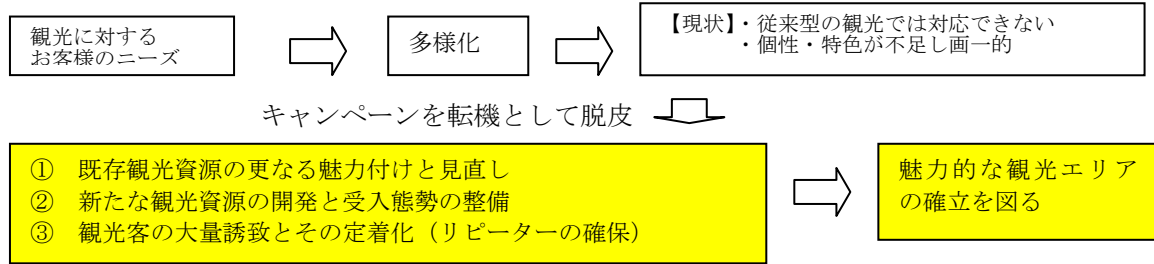 観光に対する
お客様のニーズ
多様化
【現状】・従来型の観光では対応できない
・個性・特色が不足し画一的
キャンペーンを転機として脱皮
① 既存観光資源の更なる魅力付けと見直し
② 新たな観光資源の開発と受入態勢の整備
③ 観光客の大量誘致とその定着化（リピーターの確保）
魅力的な観光エリア
の確立を図る